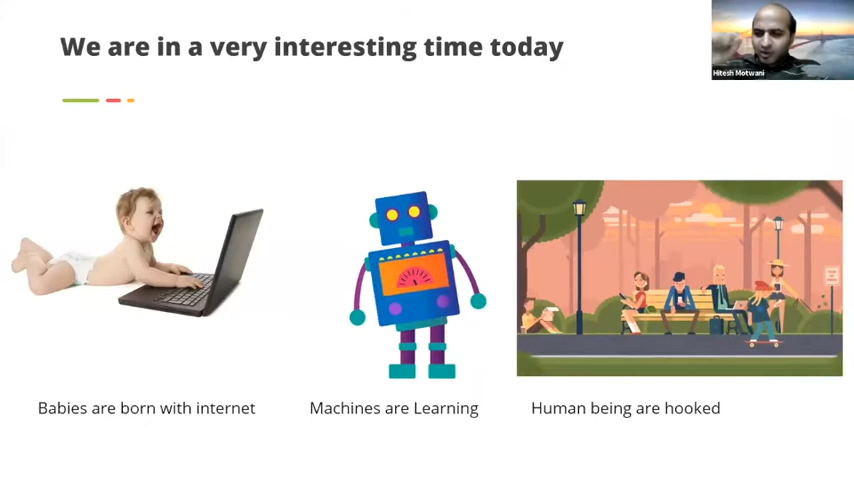 We are in a very interesting time today
Hitesh Motwani
Babies are born with internet
Machines are Learning
Human being are hooked